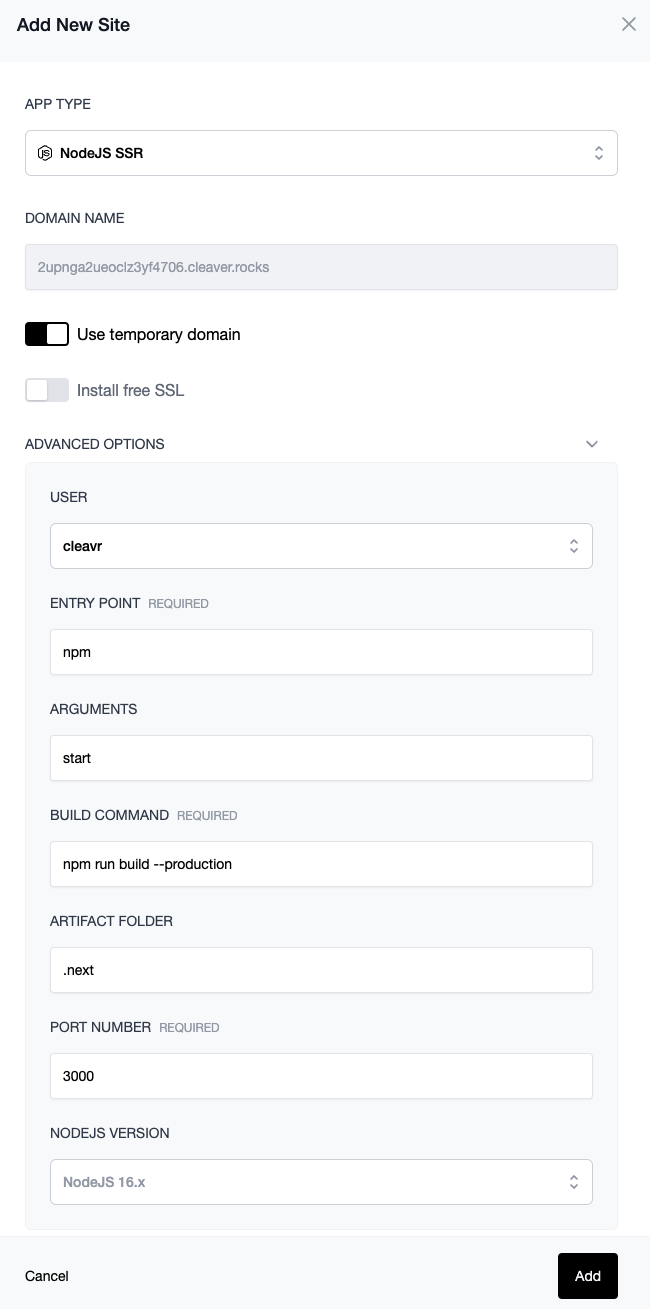 Add New Site
APP TYPE
NodeJS SSR
DOMAIN NAME
2upnga2ueoclz3yf4706.cleaver.rocks
Use temporary domain
Install free SSL
ADVANCED OPTIONS
USER
cleavr
ENTRY POINT REQUIRED
npm
ARGUMENTS
start
BUILD COMMAND REQUIRED
npm run build --production
ARTIFACT FOLDER
.next
PORT NUMBER REQUIRED
3000
NODEJS VERSION
NodeJS 16.x
Cancel
Add